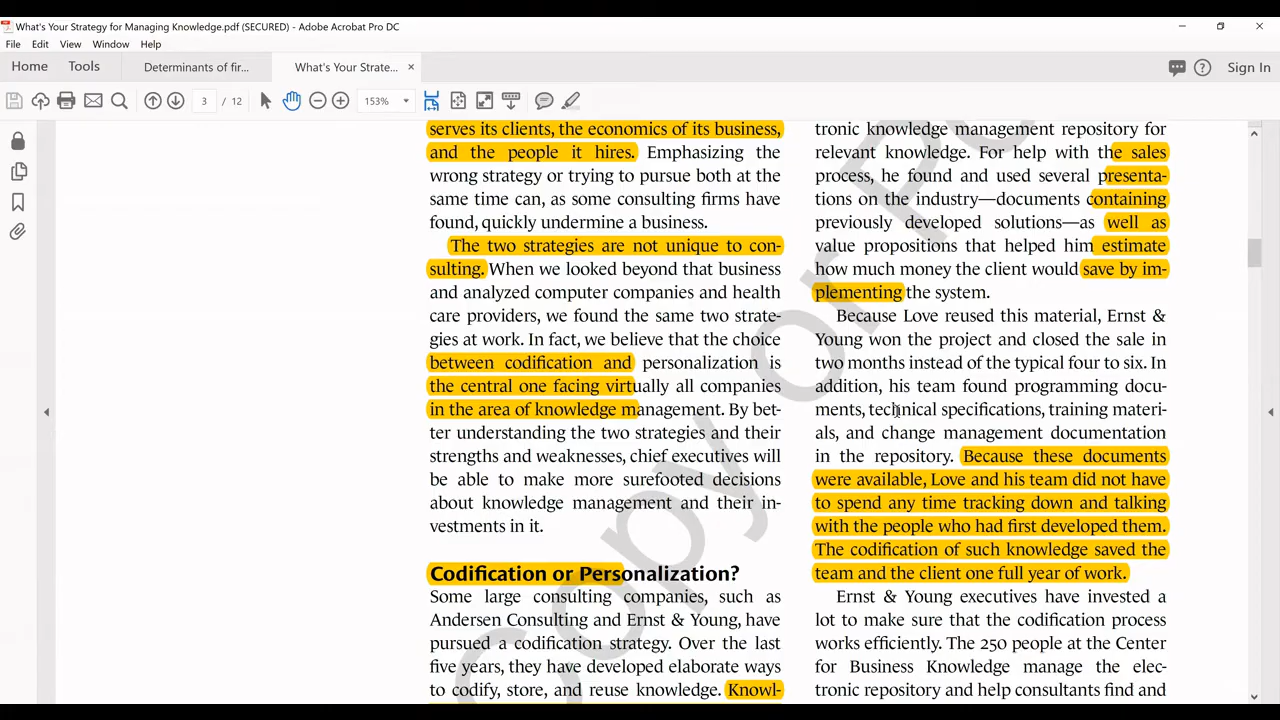 What's Your Strategy for Managing Knowledge.pdf (SECURED) - Adobe Acrobat Pro DC
File Edit View Window Help
Home Tools Determinants of fir... What's Your Strate... × Sign In
3 / 12 153%
serves its clients, the economics of its business,
and the people it hires. Emphasizing the
wrong strategy or trying to pursue both at the
same time can, as some consulting firms have
found, quickly undermine a business.
The two strategies are not unique to con-
sulting. When we looked beyond that business
and analyzed computer companies and health
care providers, we found the same two strate-
gies at work. In fact, we believe that the choice
between codification and personalization is
the central one facing virtually all companies
in the area of knowledge management. By bet-
ter understanding the two strategies and their
strengths and weaknesses, chief executives will
be able to make more surefooted decisions
about knowledge management and their in-
vestments in it.
Codification or Personalization?
Some large consulting companies, such as
Andersen Consulting and Ernst & Young, have
pursued a codification strategy. Over the last
five years, they have developed elaborate ways
to codify, store, and reuse knowledge. Knowl-
tronic knowledge management repository for
relevant knowledge. For help with the sales
process, he found and used several presenta-
tions on the industry—documents containing
previously developed solutions—as well as
value propositions that helped him estimate
how much money the client would save by im-
plementing the system.
Because Love reused this material, Ernst &
Young won the project and closed the sale in
two months instead of the typical four to six. In
addition, his team found programming docu-
ments, technical specifications, training materi-
als, and change management documentation
in the repository. Because these documents
were available, Love and his team did not have
to spend any time tracking down and talking
with the people who had first developed them.
The codification of such knowledge saved the
team and the client one full year of work.
Ernst & Young executives have invested a
lot to make sure that the codification process
works efficiently. The 250 people at the Center
for Business Knowledge manage the elec-
tronic repository and help consultants find and
Copy or Po